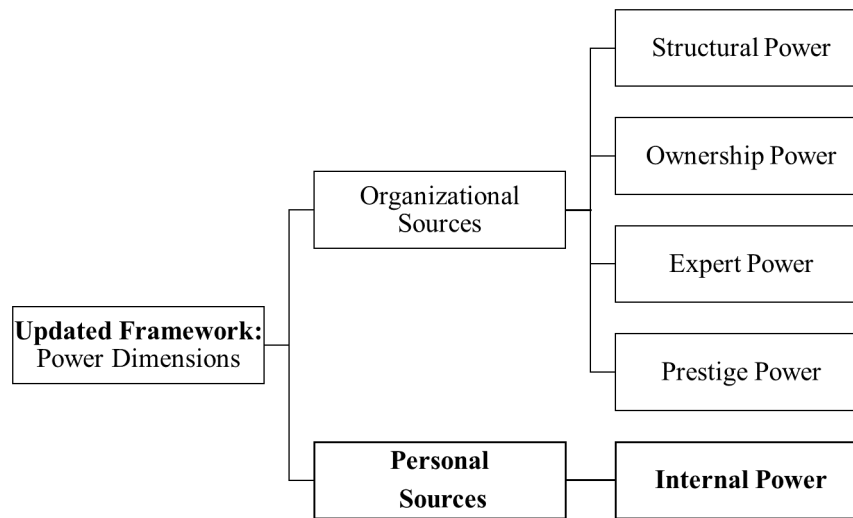 Structural Power
Ownership Power
Organizational
Sources
Expert Power
Updated Framework:
Power Dimensions
Prestige Power
Personal
Sources
Internal Power